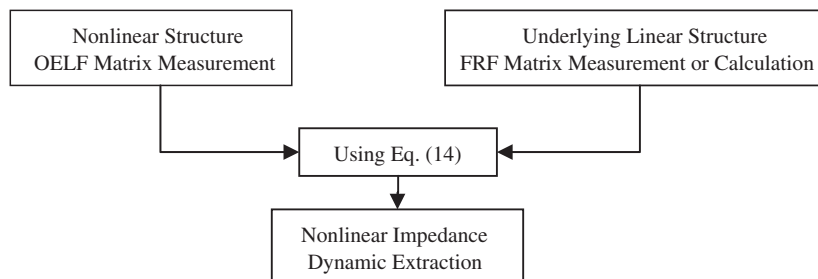 Nonlinear Structure
OELF Matrix Measurement
Underlying Linear Structure
FRF Matrix Measurement or Calculation
Using Eq. (14)
Nonlinear Impedance
Dynamic Extraction